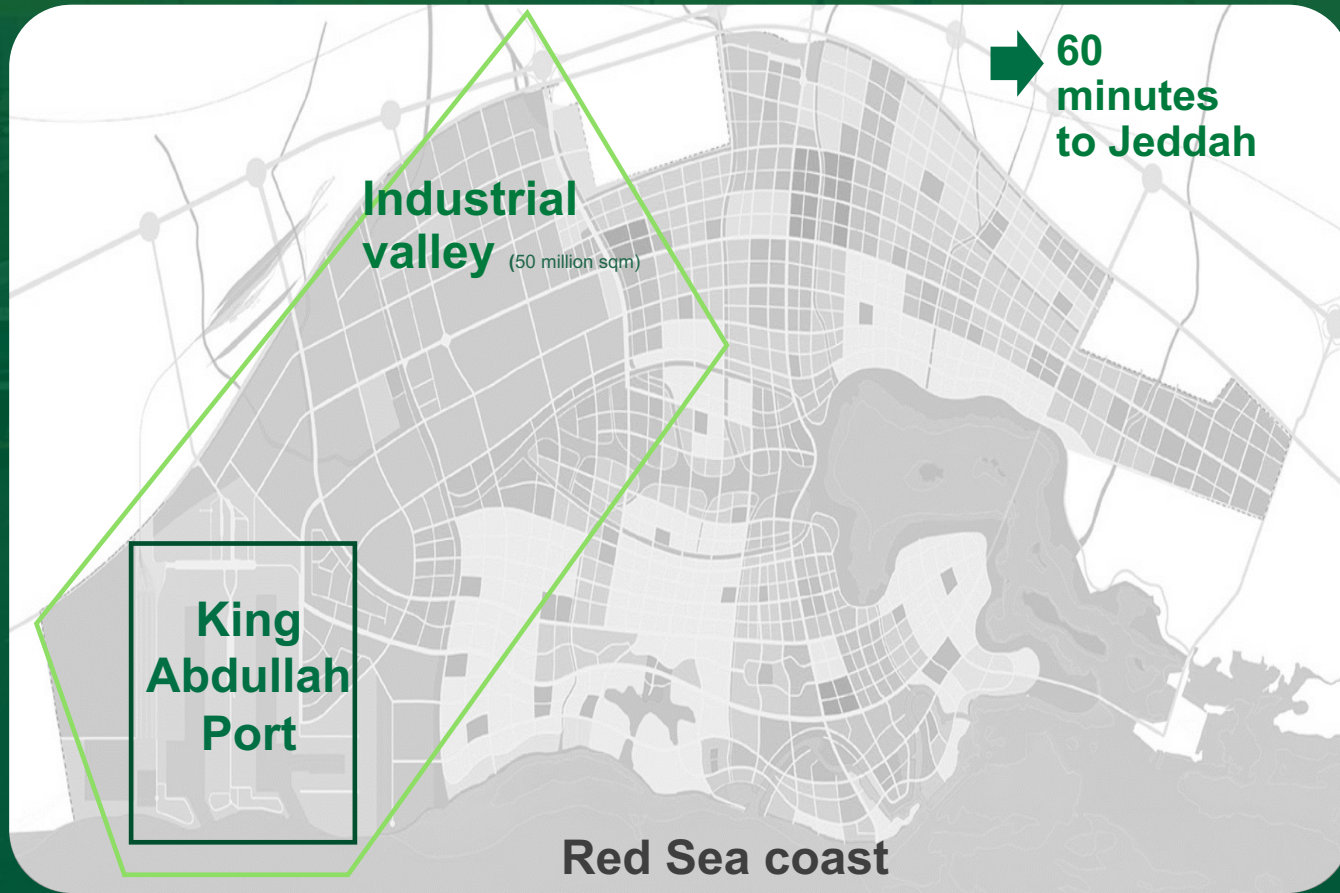 60
minutes
to Jeddah
Industrial
valley (50 million sqm)
King
Abdullah
Port
Red Sea coast